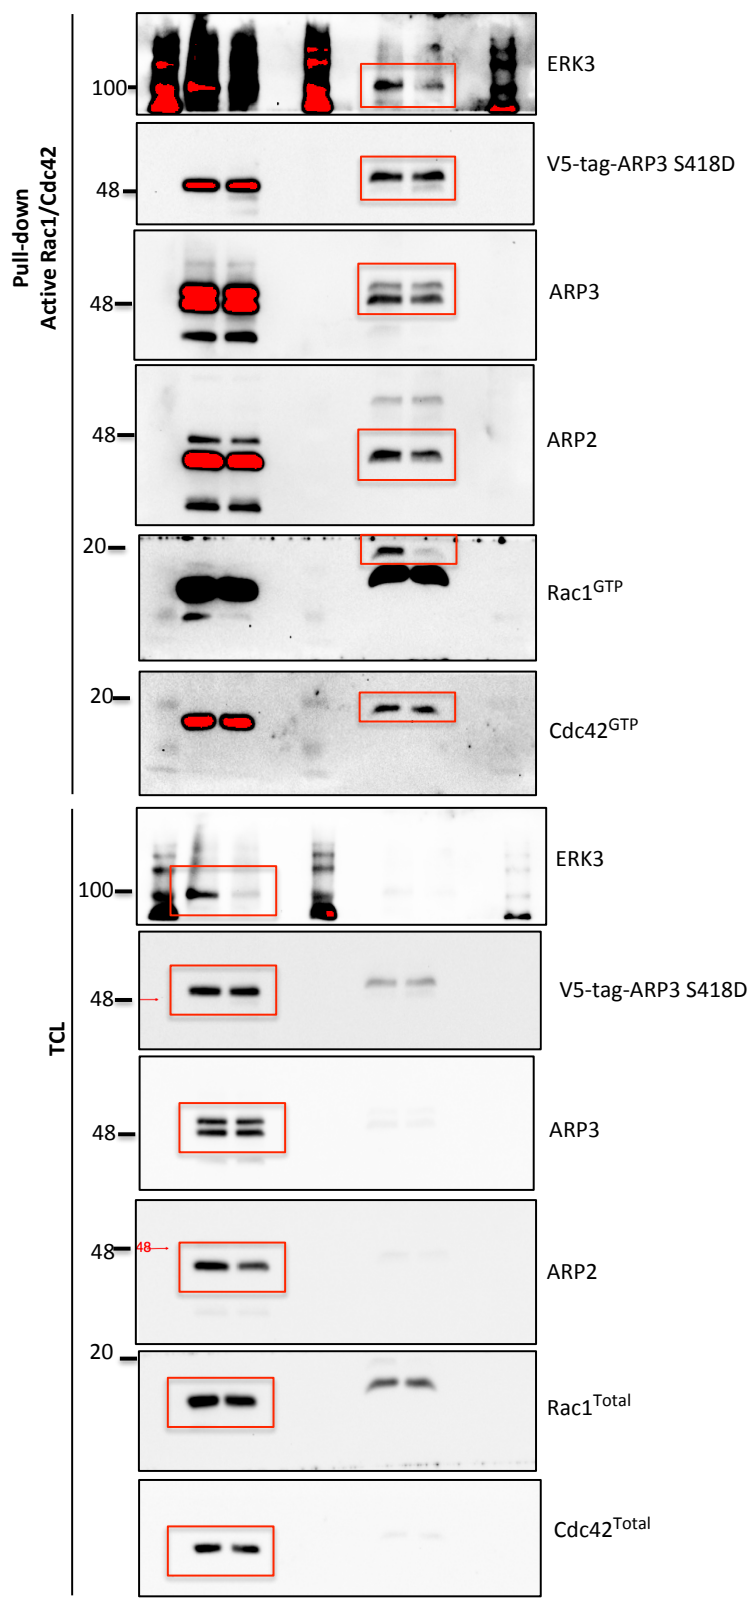 Pull-down
Active Rac1/Cdc42
100
ERK3
48
V5-tag-ARP3 S418D
48
ARP3
48
ARP2
20
Rac1GTP
20
Cdc42GTP
TCL
100
ERK3
48
V5-tag-ARP3 S418D
48
ARP3
48
48
ARP2
20
Rac1Total
Cdc42Total